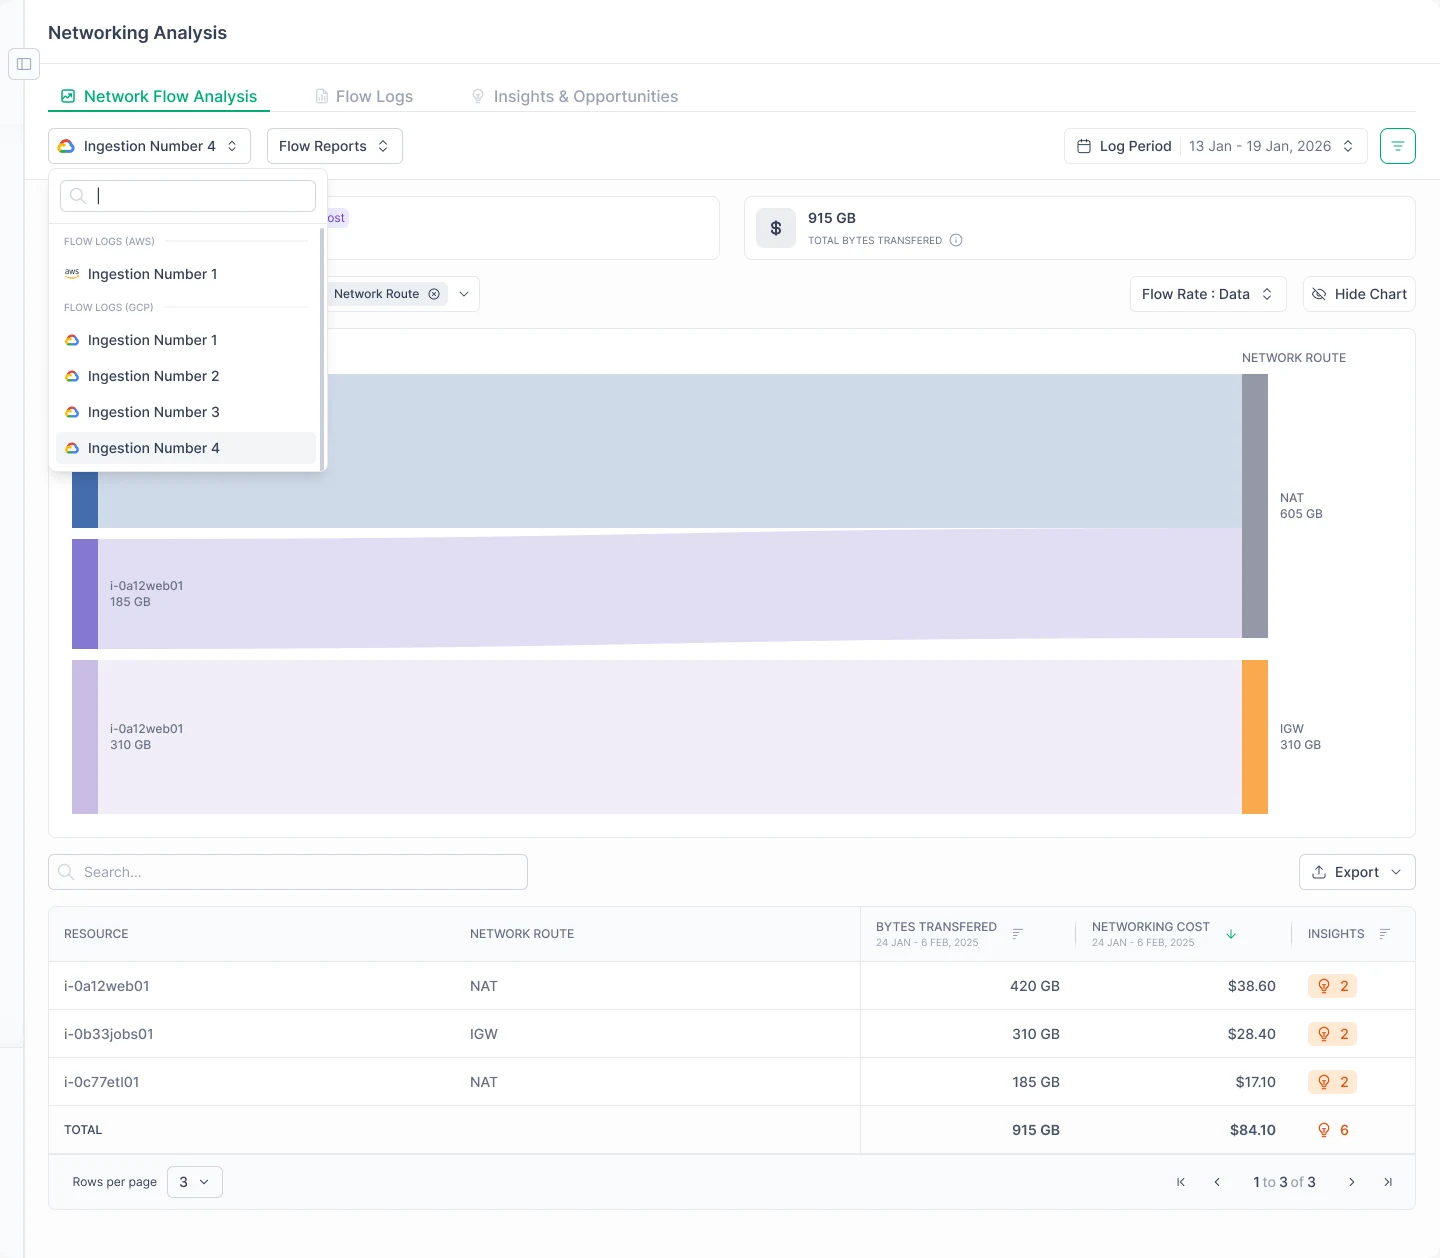 Networking Analysis
Network Flow Analysis
Flow Logs
Insights & Opportunities
Ingestion Number 4
Flow Reports
Log Period
13 Jan - 19 Jan, 2026
FLOW LOGS (AWS)
aws Ingestion Number 1
FLOW LOGS (GCP)
Ingestion Number 1
Ingestion Number 2
Ingestion Number 3
Ingestion Number 4
ost
$
915 GB
TOTAL BYTES TRANSFERED
Network Route
Flow Rate : Data
Hide Chart
NETWORK ROUTE
NAT
605 GB
i-0a12web01
185 GB
i-0a12web01
310 GB
IGW
310 GB
Search...
Export
RESOURCE
NETWORK ROUTE
BYTES TRANSFERED
24 JAN - 6 FEB, 2025
NETWORKING COST
24 JAN - 6 FEB, 2025
INSIGHTS
i-0a12web01 NAT 420 GB $38.60 2
i-0b33jobs01 IGW 310 GB $28.40 2
i-0c77etl01 NAT 185 GB $17.10 2
TOTAL 915 GB $84.10 6
Rows per page 3
1 to 3 of 3